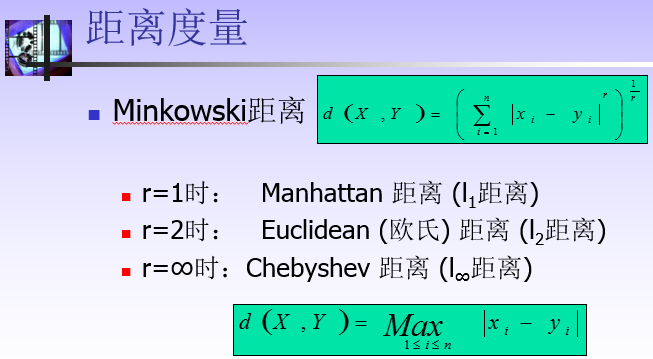 距离度量
Minkowski距离 d(X,Y)=(∑_{i=1}^{n}|x_i-y_i|^r)^{1/r}
r=1时： Manhattan 距离 (l₁距离)
r=2时： Euclidean (欧氏) 距离 (l₂距离)
r=∞时：Chebyshev 距离 (l∞距离)
d(X,Y)=Max_{1≤i≤n}|x_i-y_i|